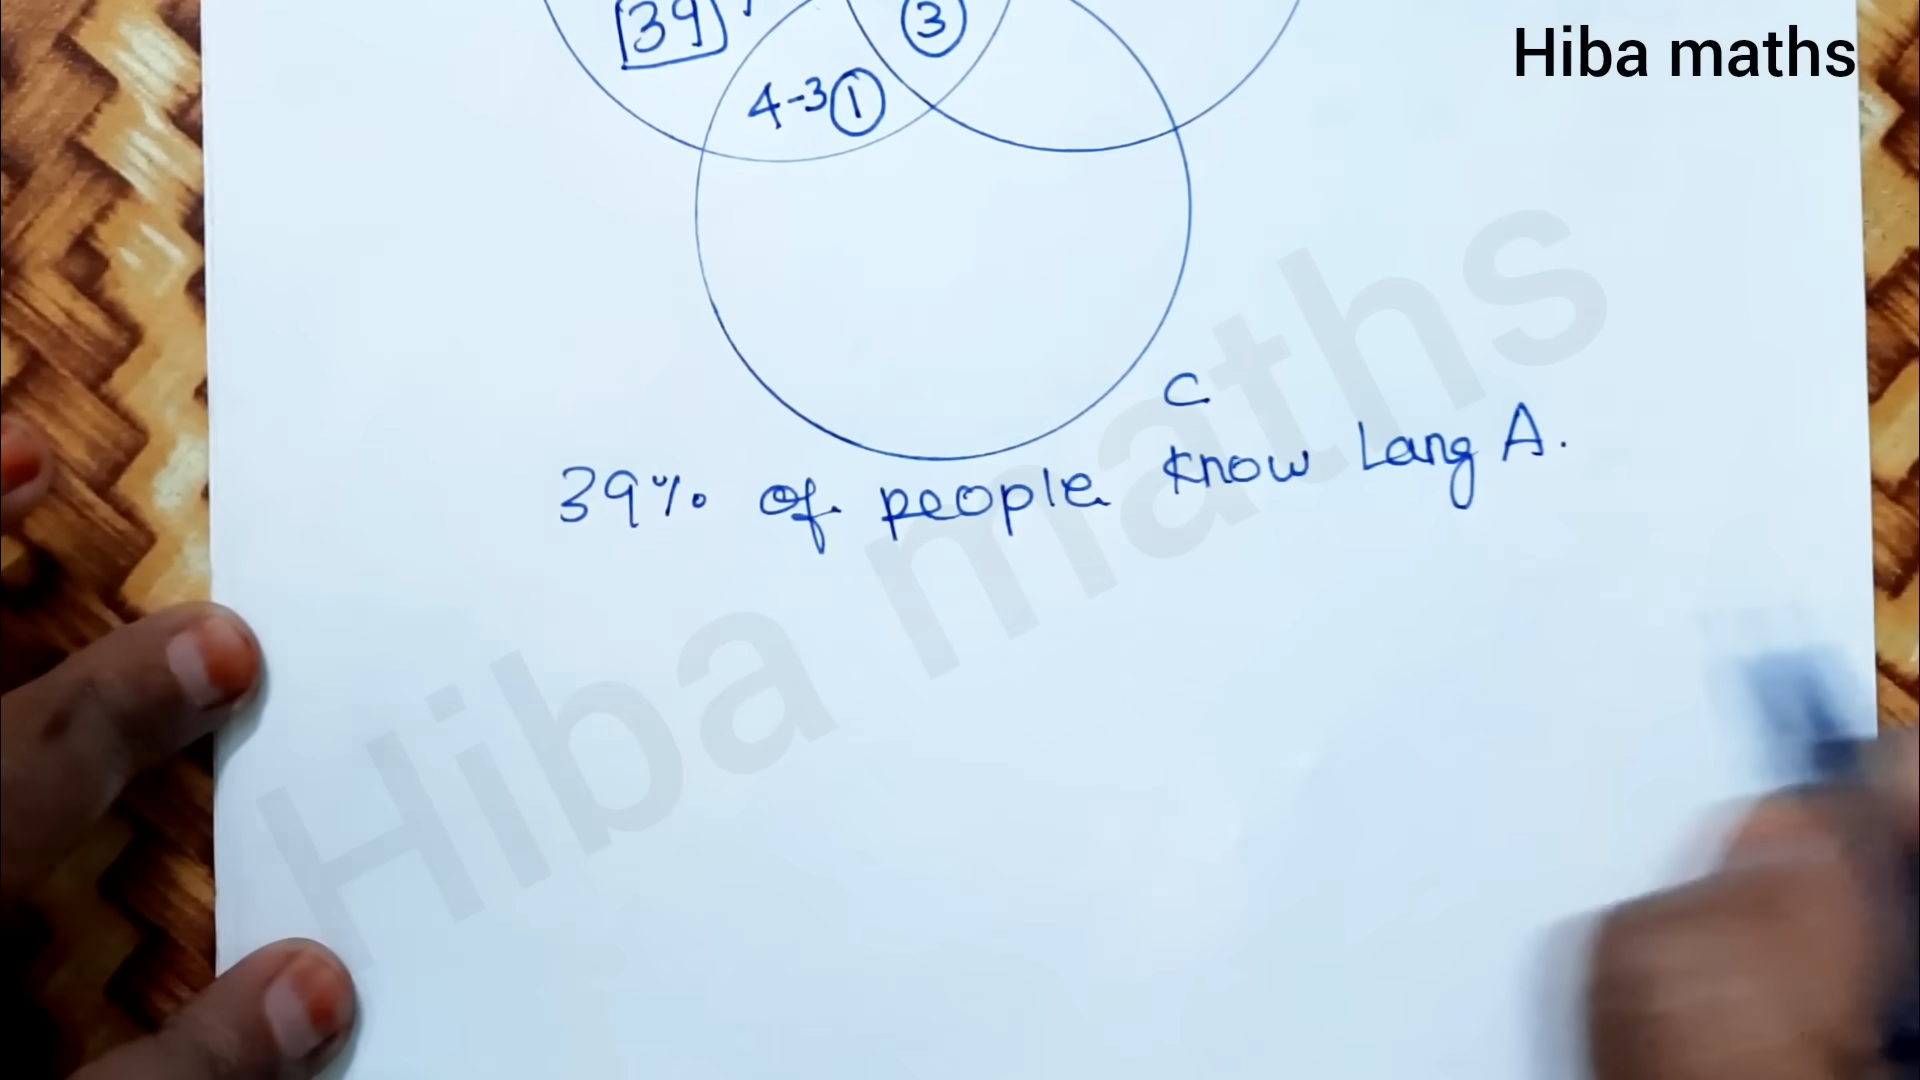 Hiba maths
39
3
4-3 1
C
39% of people know Lang A.
Hiba maths